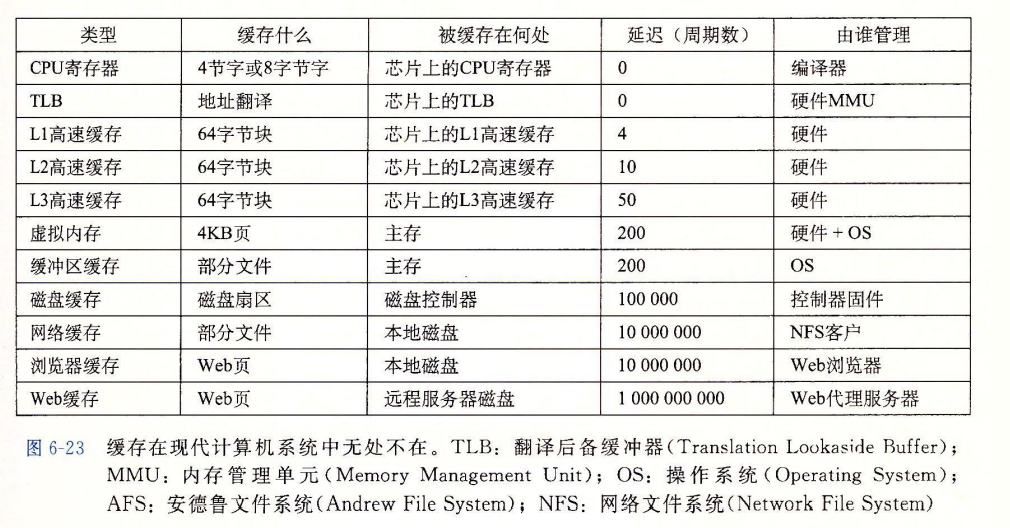 类型 缓存什么 被缓存在何处 延迟（周期数） 由谁管理
CPU寄存器 4节字或8字节字 芯片上的CPU寄存器 0 编译器
TLB 地址翻译 芯片上的TLB 0 硬件MMU
L1高速缓存 64字节块 芯片上的L1高速缓存 4 硬件
L2高速缓存 64字节块 芯片上的L2高速缓存 10 硬件
L3高速缓存 64字节块 芯片上的L3高速缓存 50 硬件
虚拟内存 4KB页 主存 200 硬件 + OS
缓冲区缓存 部分文件 主存 200 OS
磁盘缓存 磁盘扇区 磁盘控制器 100 000 控制器固件
网络缓存 部分文件 本地磁盘 10 000 000 NFS客户
浏览器缓存 Web页 本地磁盘 10 000 000 Web浏览器
Web缓存 Web页 远程服务器磁盘 1 000 000 000 Web代理服务器
图 6-23 缓存在现代计算机系统中无处不在。TLB：翻译后备缓冲器(Translation Lookaside Buffer)；
MMU：内存管理单元(Memory Management Unit)；OS：操作系统(Operating System)；
AFS：安德鲁文件系统(Andrew File System)；NFS：网络文件系统(Network File System)